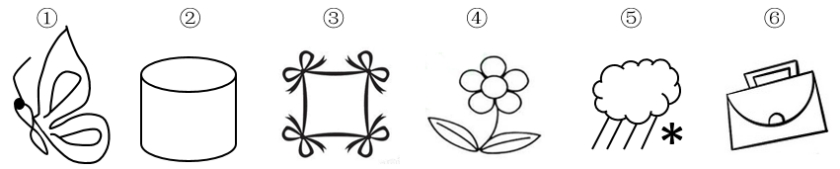 ① ② ③ ④ ⑤ ⑥